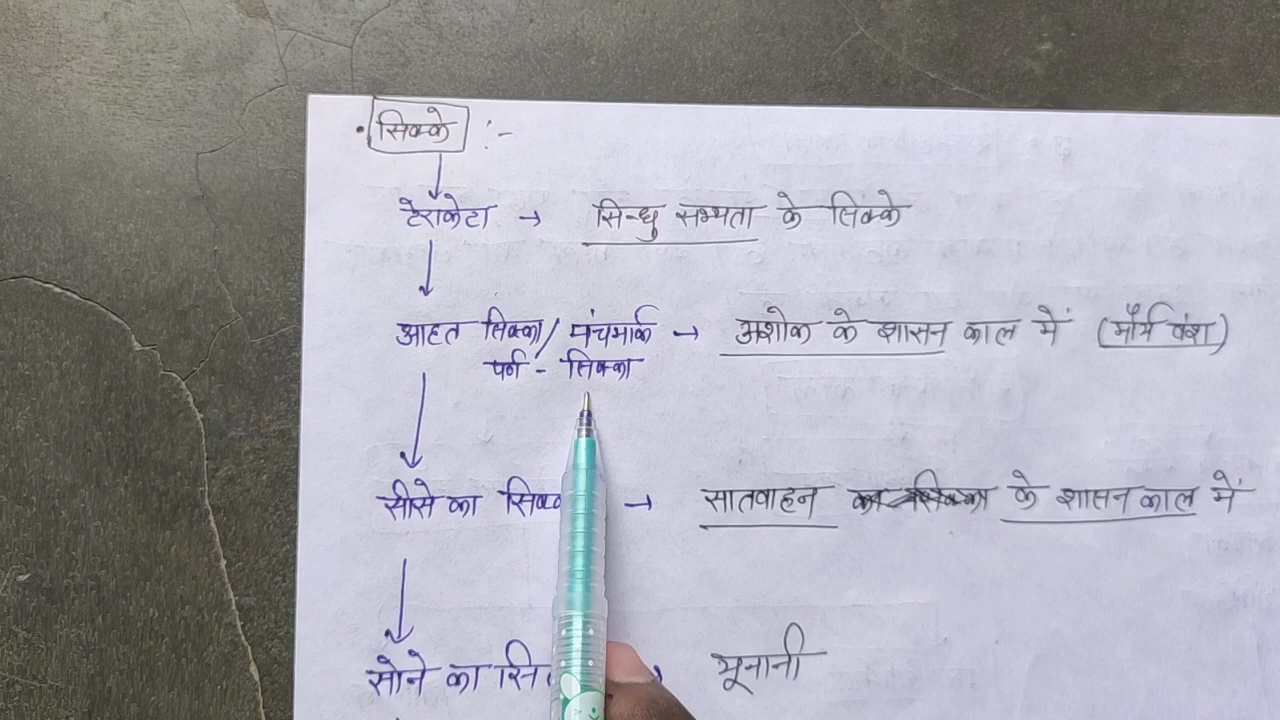 • सिक्के :-
टेराकेटा → सिन्धु सभ्यता के सिक्के
आहत सिक्का/ पंचमार्क → अशोक के शासन काल में (मौर्य वंश)
पर्ण - सिक्का
सीसे का → सातवाहन के शासन काल में
सोने का → यूनानी